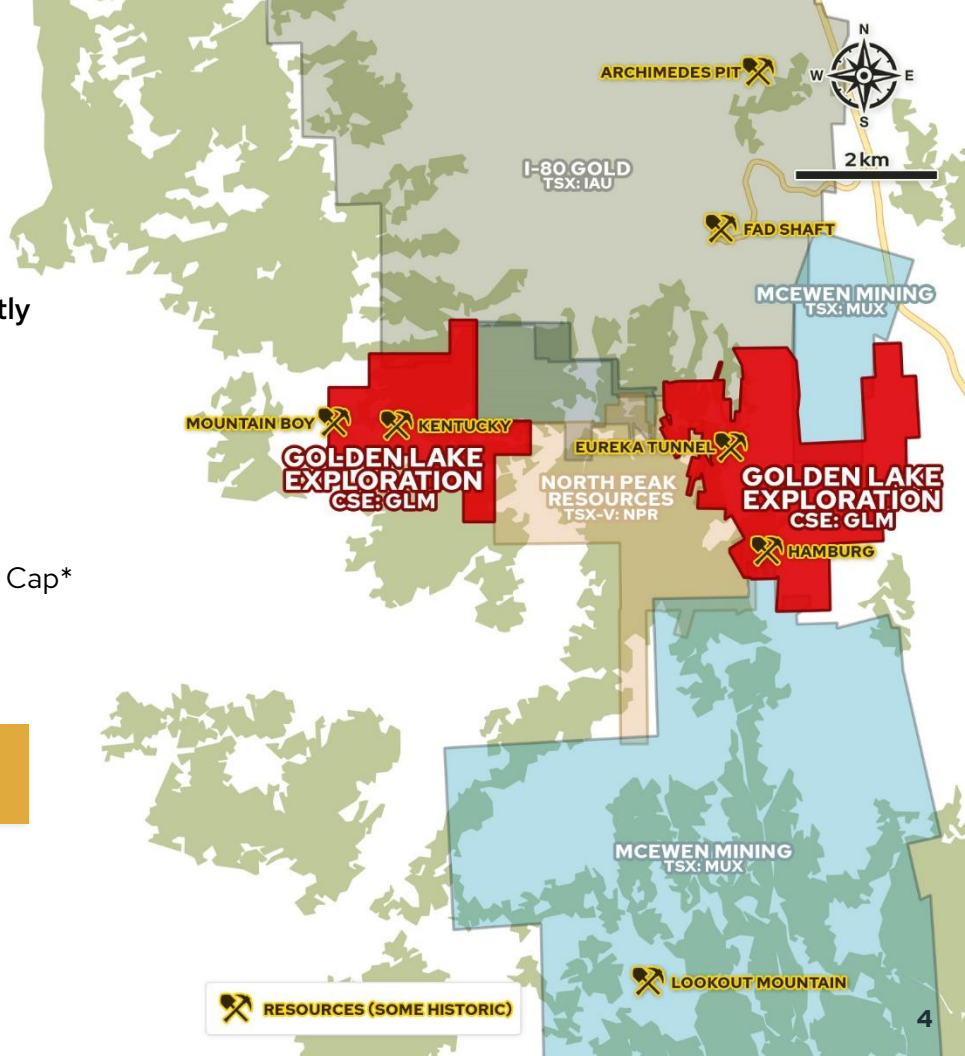 N
W
E
S
ARCHIMEDES PIT
2 km
I-80 GOLD
TSX: IAU
FAD SHAFT
MCEWEN MINING
TSX: MUX
tly
MOUNTAIN BOY
KENTUCKY
GOLDEN LAKE
EXPLORATION
CSE: GLM
EUREKA TUNNEL
NORTH PEAK
RESOURCES
TSX-V: NPR
GOLDEN LAKE
EXPLORATION
CSE: GLM
HAMBURG
Cap*
MCEWEN MINING
TSX: MUX
LOOKOUT MOUNTAIN
RESOURCES (SOME HISTORIC)
4